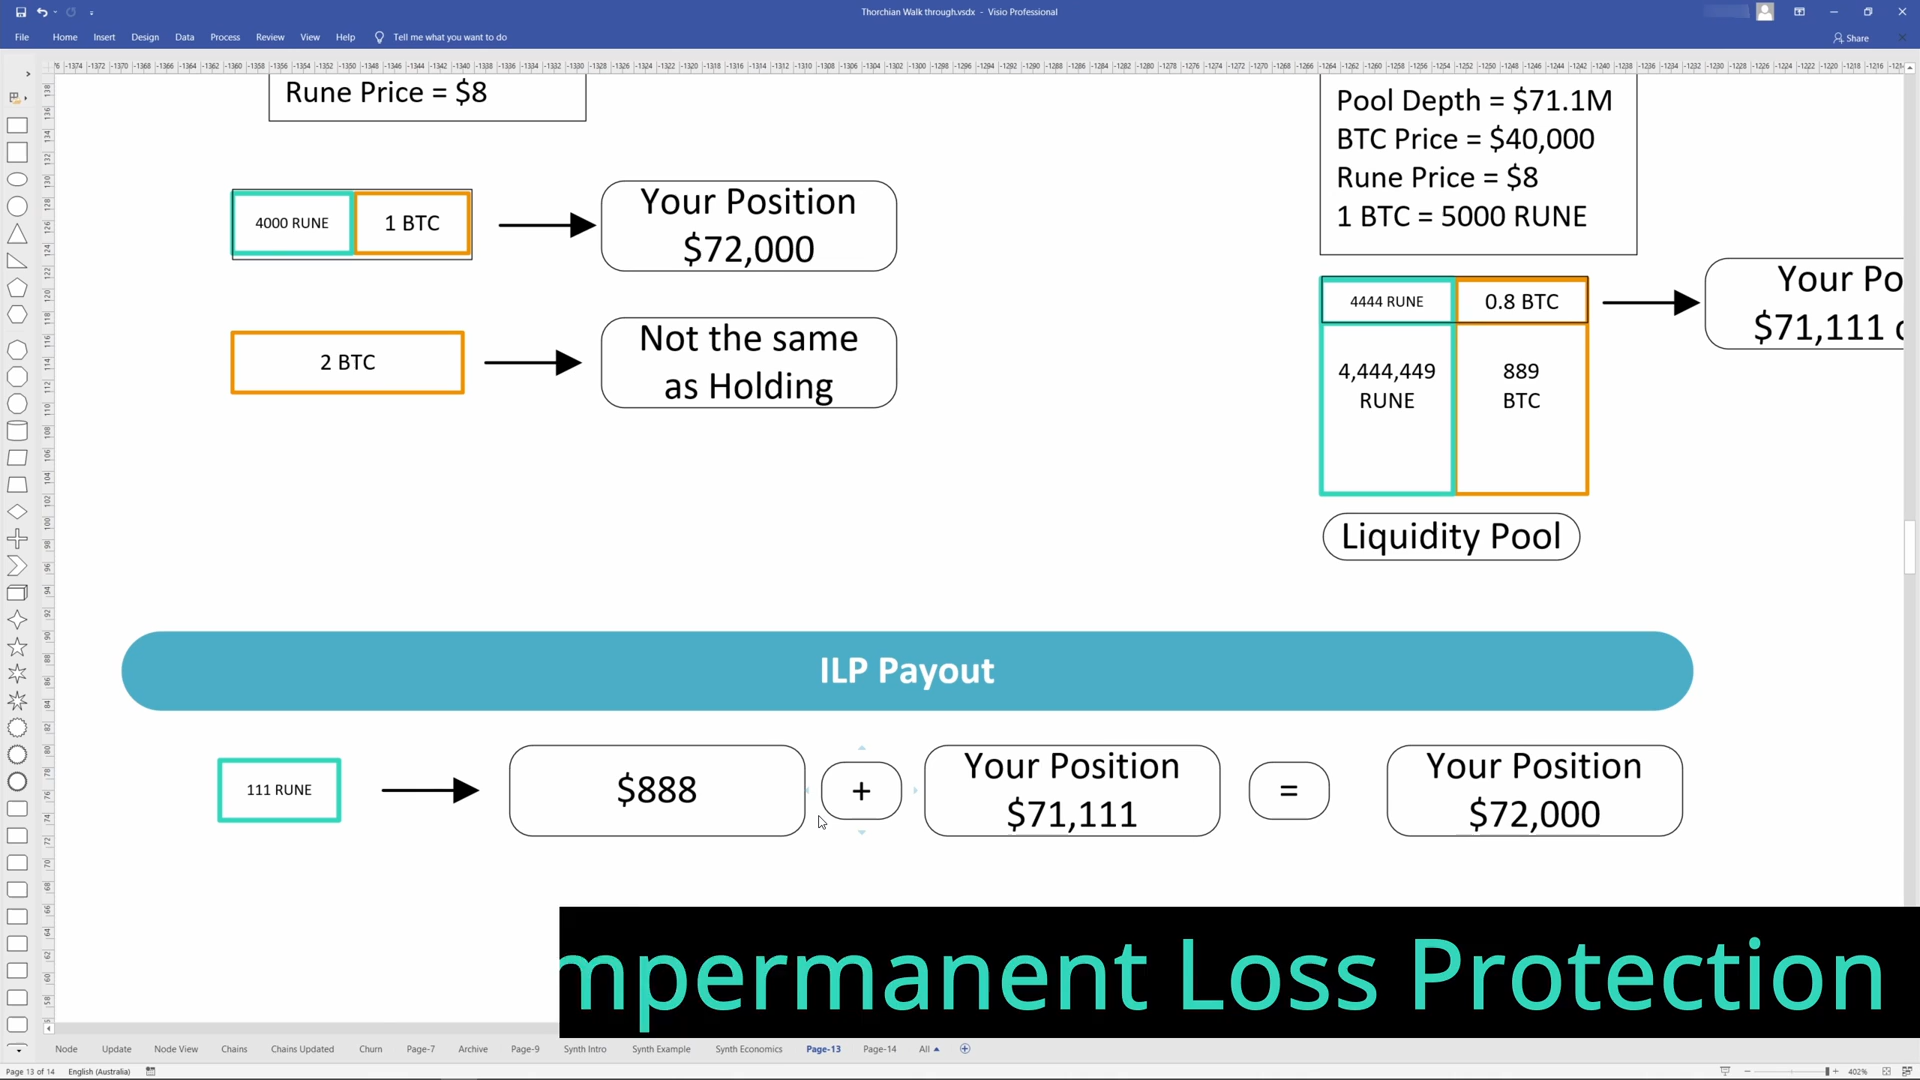 Thorchian Walk through.vsdx - Visio Professional
File Home Insert Design Data Process Review View Help Tell me what you want to do
Share
Rune Price = $8
4000 RUNE
1 BTC
Your Position
$72,000
2 BTC
Not the same
as Holding
Pool Depth = $71.1M
BTC Price = $40,000
Rune Price = $8
1 BTC = 5000 RUNE
4444 RUNE
0.8 BTC
Your Po
$71,111
4,444,449
RUNE
889
BTC
Liquidity Pool
ILP Payout
111 RUNE
$888
+
Your Position
$71,111
=
Your Position
$72,000
mpermanent Loss Protection
Node Update Node View Chains Chains Updated Churn Page-7 Archive Page-9 Synth Intro Synth Example Synth Economics Page-13 Page-14 All
Page 13 of 14 English (Australia)
402%